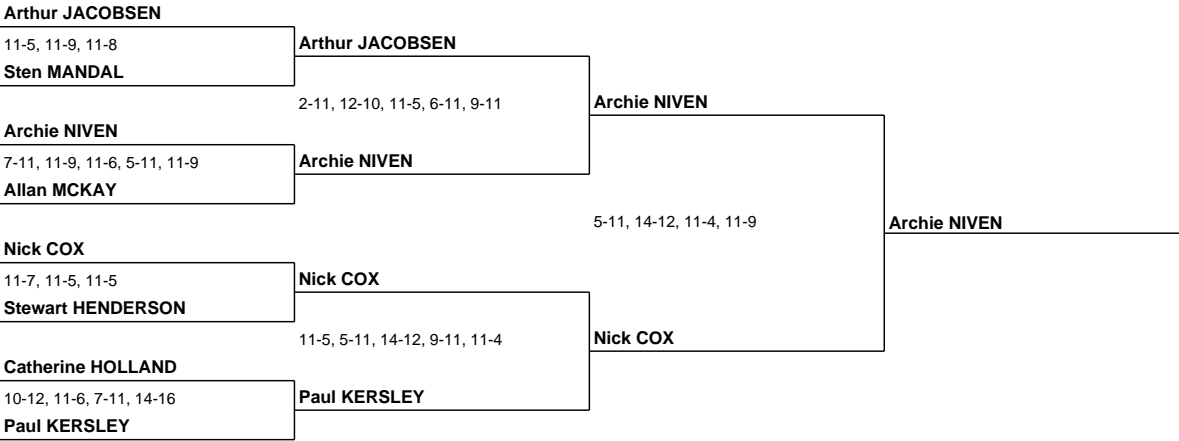 Arthur JACOBSEN
11-5, 11-9, 11-8
Sten MANDAL
Archie NIVEN
7-11, 11-9, 11-6, 5-11, 11-9
Allan MCKAY
Nick COX
11-7, 11-5, 11-5
Stewart HENDERSON
Catherine HOLLAND
10-12, 11-6, 7-11, 14-16
Paul KERSLEY
Arthur JACOBSEN
2-11, 12-10, 11-5, 6-11, 9-11
Archie NIVEN
Nick COX
11-5, 5-11, 14-12, 9-11, 11-4
Paul KERSLEY
Archie NIVEN
5-11, 14-12, 11-4, 11-9
Nick COX
Archie NIVEN